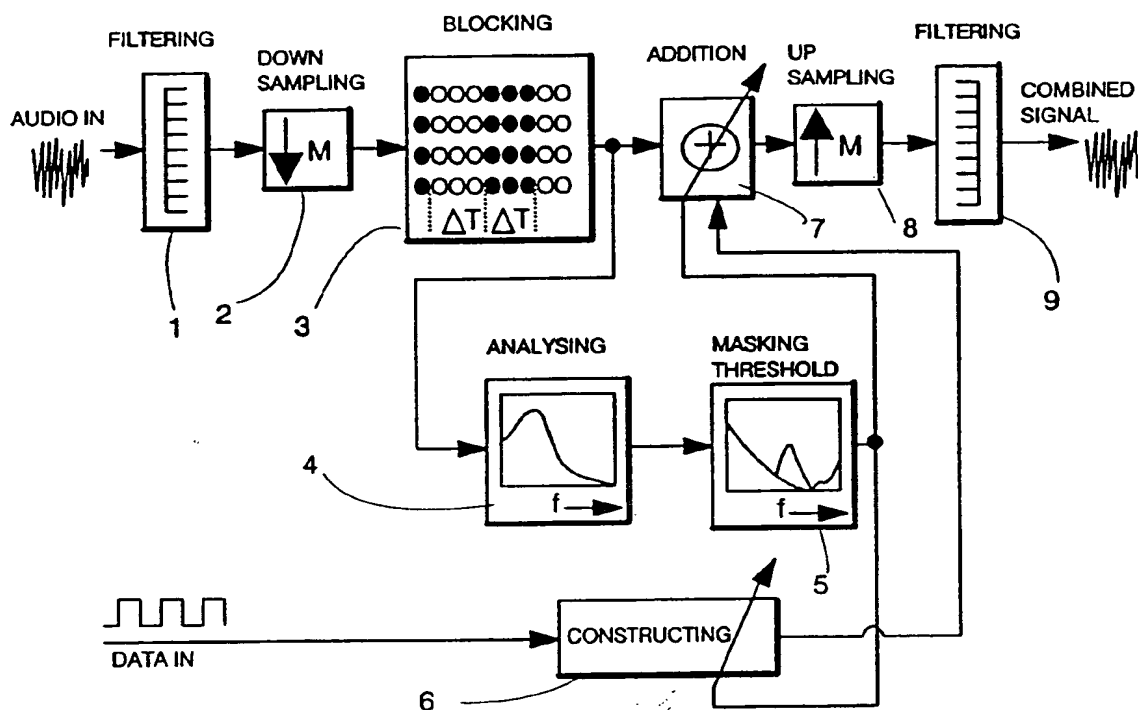 BLOCKING
FILTERING
DOWN
SAMPLING
ADDITION
UP
SAMPLING
FILTERING
AUDIO IN
M
M
COMBINED
SIGNAL
ΔT ΔT
1
2
3
7
8
9
ANALYSING
MASKING
THRESHOLD
4
f
f
5
CONSTRUCTING
DATA IN
6